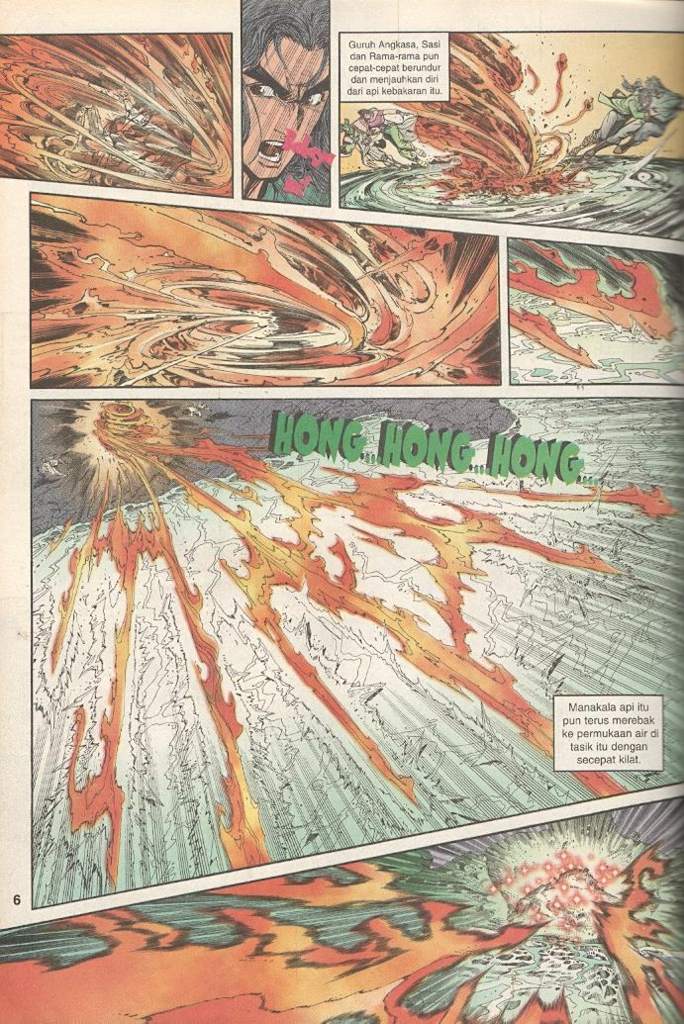 Guruh Angkasa, Sasi
dan Rama-rama pun
cepat-cepat berundur
dan menjauhkan diri
dari api kebakaran itu.
HONG...HONG...HONG...
Manakala api itu
pun terus merebak
ke permukaan air di
tasik itu dengan
secepat kilat.
6